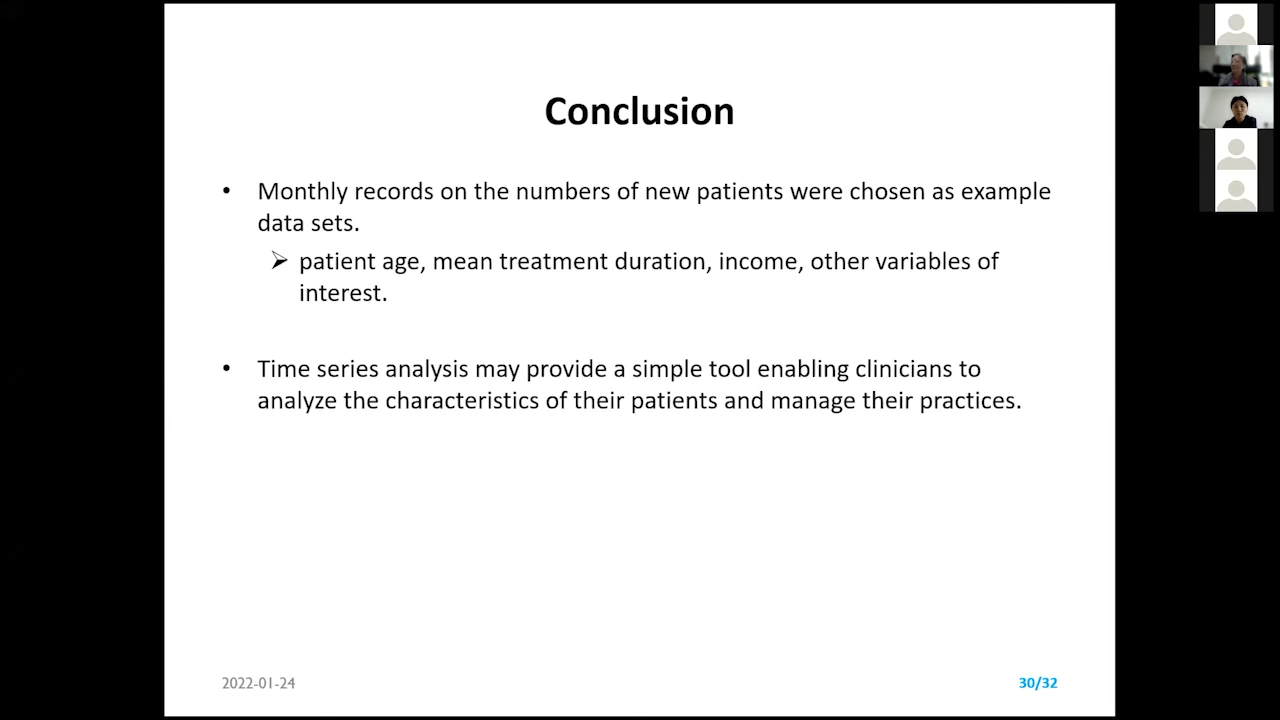 Conclusion
• Monthly records on the numbers of new patients were chosen as example
data sets.
➢ patient age, mean treatment duration, income, other variables of
interest.
• Time series analysis may provide a simple tool enabling clinicians to
analyze the characteristics of their patients and manage their practices.
2022-01-24
30/32